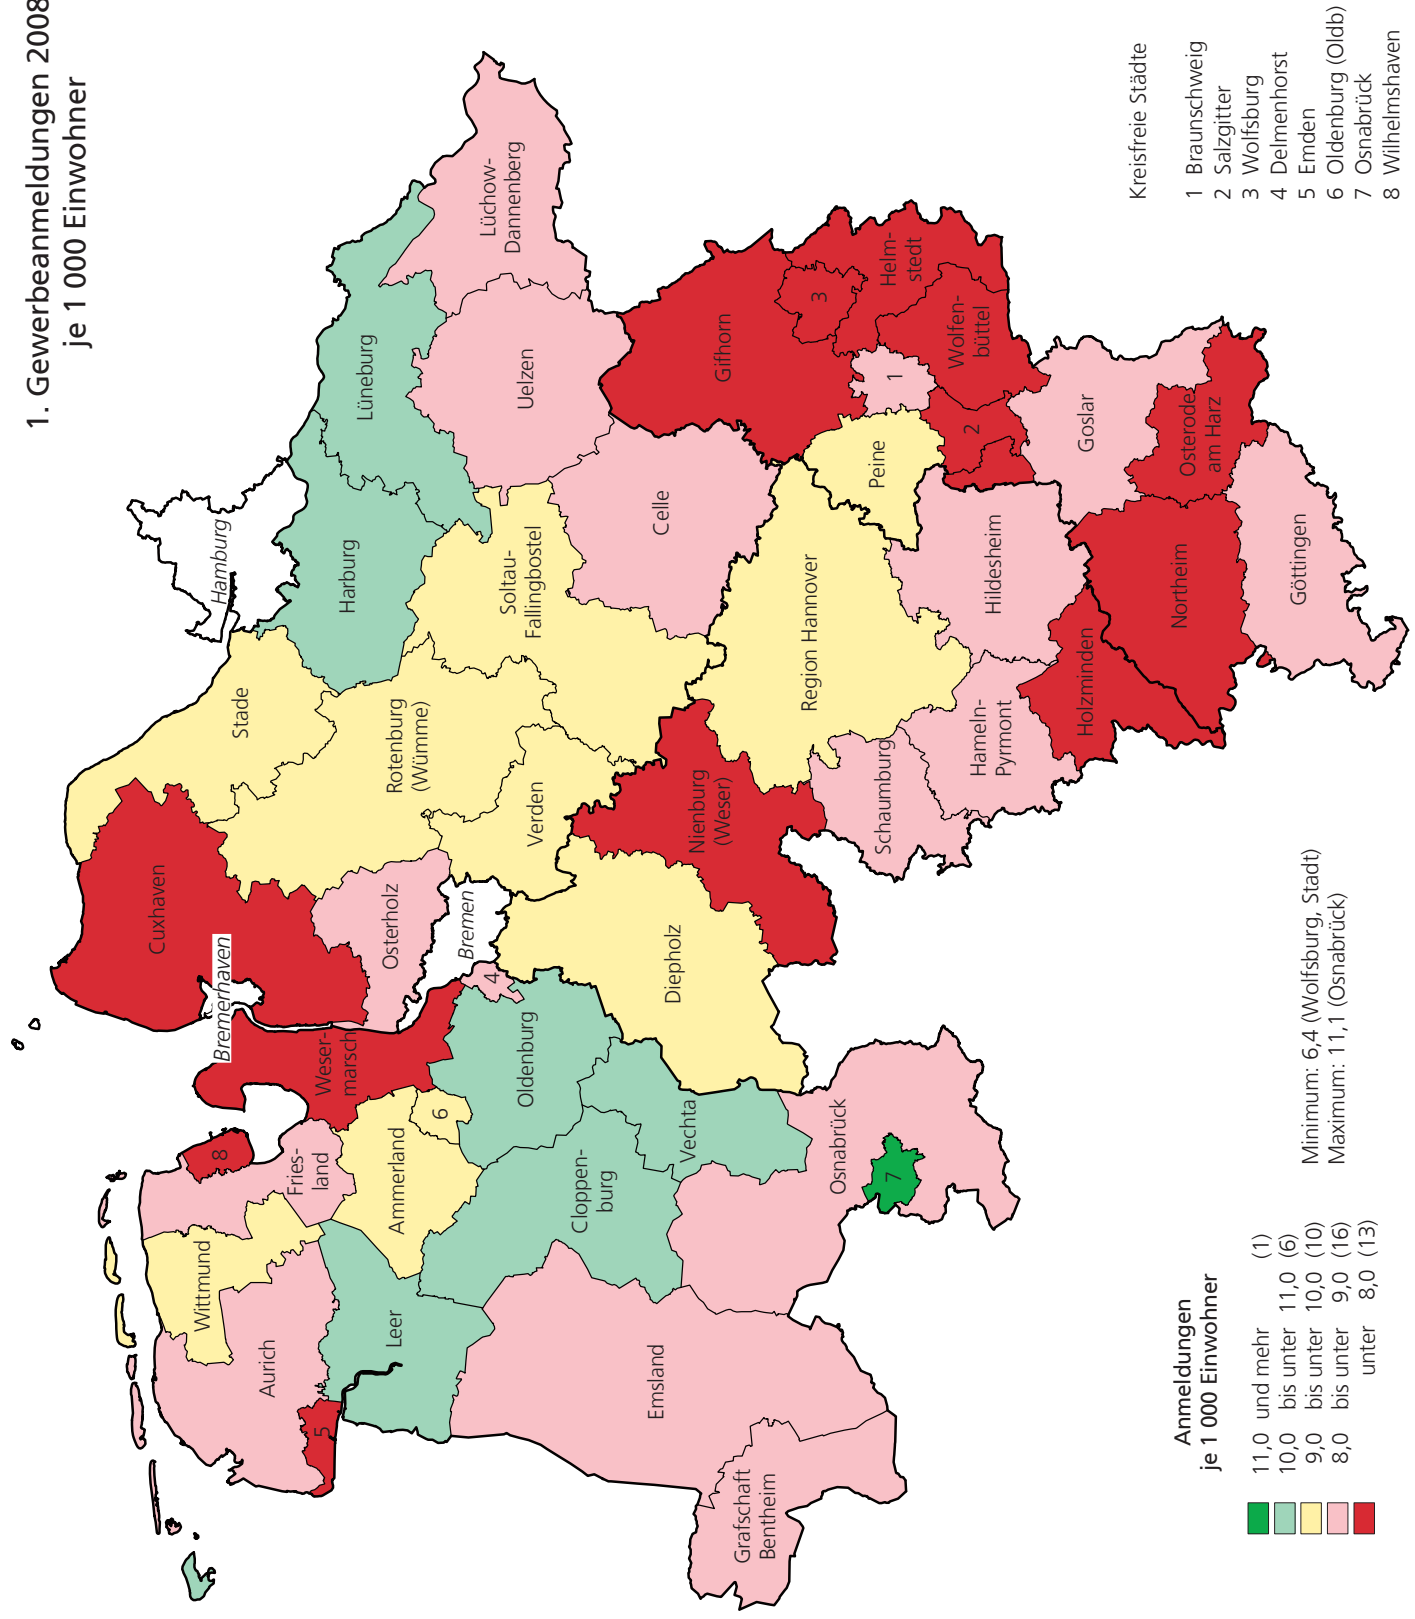 1. Gewerbeanmeldungen 2008
je 1 000 Einwohner
Hamburg
Stade
Harburg
Lüneburg
Lüchow-
Dannenberg
Uelzen
Cuxhaven
Bremerhaven
Osterholz
Rotenburg
(Wümme)
Soltau-
Fallingbostel
Celle
Gifhorn
Verden
Bremen
4
Weser-
marsch
8
Fries-
land
Wittmund
Aurich
5
Leer
Ammerland
6
Oldenburg
Cloppen-
burg
Vechta
Diepholz
Nienburg
(Weser)
Region Hannover
Peine
1
3
Helm-
stedt
Wolfen-
büttel
2
Emsland
Grafschaft
Bentheim
Osnabrück
7
Schaumburg
Hameln-
Pyrmont
Hildesheim
Holzminden
Northeim
Goslar
Osterode
am Harz
Göttingen
Anmeldungen
je 1 000 Einwohner
11,0 und mehr (1)
10,0 bis unter 11,0 (6)
9,0 bis unter 10,0 (10)
8,0 bis unter 9,0 (16)
unter 8,0 (13)
Minimum: 6,4 (Wolfsburg, Stadt)
Maximum: 11,1 (Osnabrück)
Kreisfreie Städte
1 Braunschweig
2 Salzgitter
3 Wolfsburg
4 Delmenhorst
5 Emden
6 Oldenburg (Oldb)
7 Osnabrück
8 Wilhelmshaven